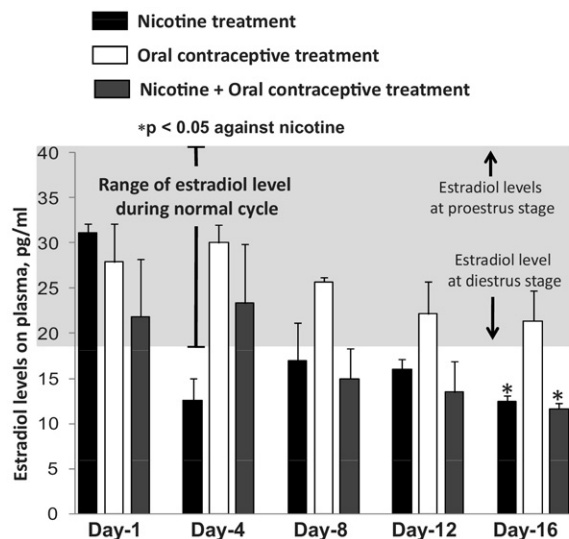 Nicotine treatment
Oral contraceptive treatment
Nicotine + Oral contraceptive treatment
*p < 0.05 against nicotine
Estradiol levels on plasma, pg/ml
40
35
30
25
20
15
10
5
0
Range of estradiol level
during normal cycle
Estradiol levels
at proestrus stage
Estradiol level
at diestrus stage
*
*
Day-1 Day-4 Day-8 Day-12 Day-16